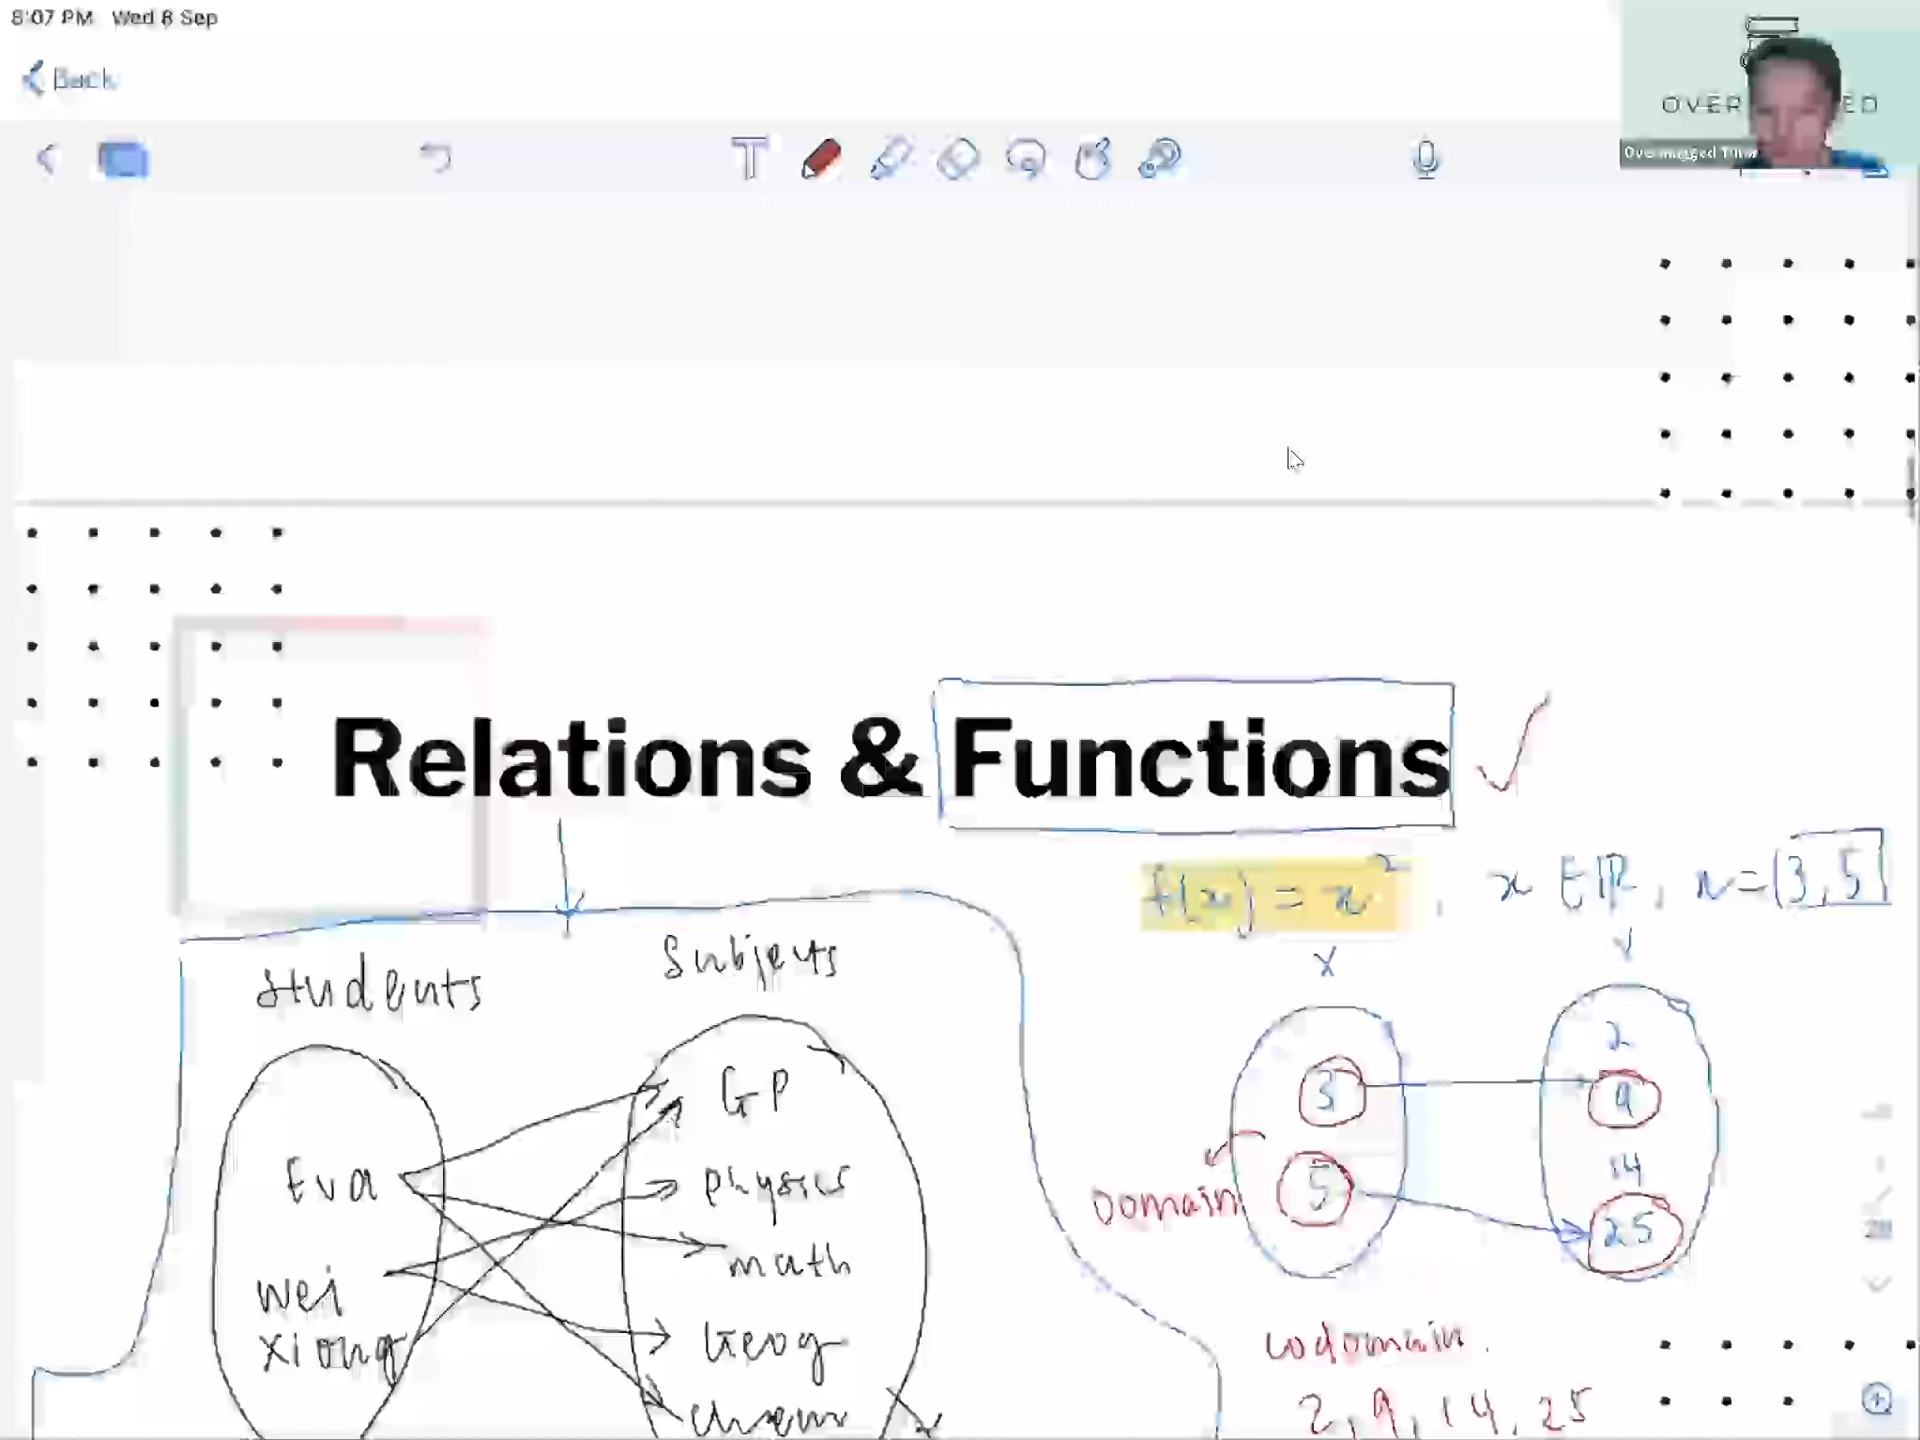 8:07 PM Wed 8 Sep
Back
OVER ED
Relations & Functions
f(x) = x², x ∈ ℝ, x = {3, 5}
Students
Subjects
X
Y
Eva
Wei
Xiong
GP
physics
math
Geog
chem
3
5
2
9
14
25
Domain
codomain.
2, 9, 14, 25